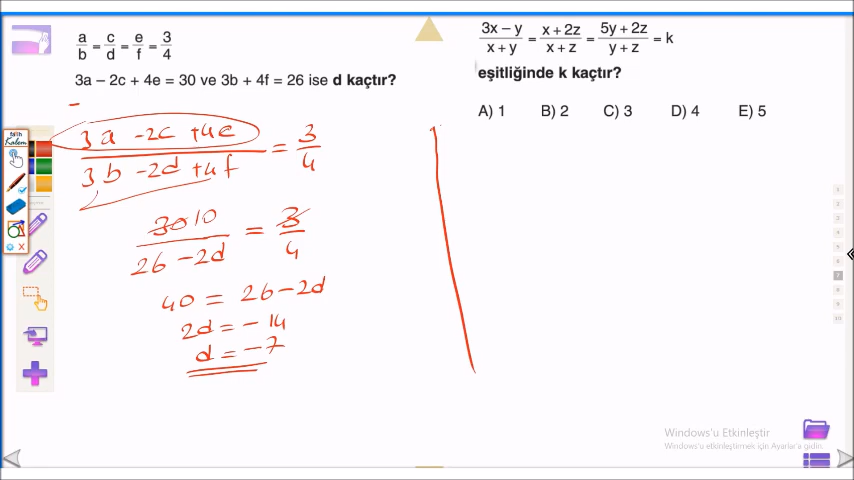 a/b = c/d = e/f = 3/4
3a – 2c + 4e = 30 ve 3b + 4f = 26 ise d kaçtır?
3a -2c +4e / 3b -2d +4f = 3/4
30 10 / 26 -2d = 3/4
40 = 26-2d
2d = -14
d = -7
3x – y / x + y = x + 2z / x + z = 5y + 2z / y + z = k
eşitliğinde k kaçtır?
A) 1 B) 2 C) 3 D) 4 E) 5
Kalem
Windows'u Etkinleştir
Windows'u etkinleştirmek için Ayarlar'a gidin.